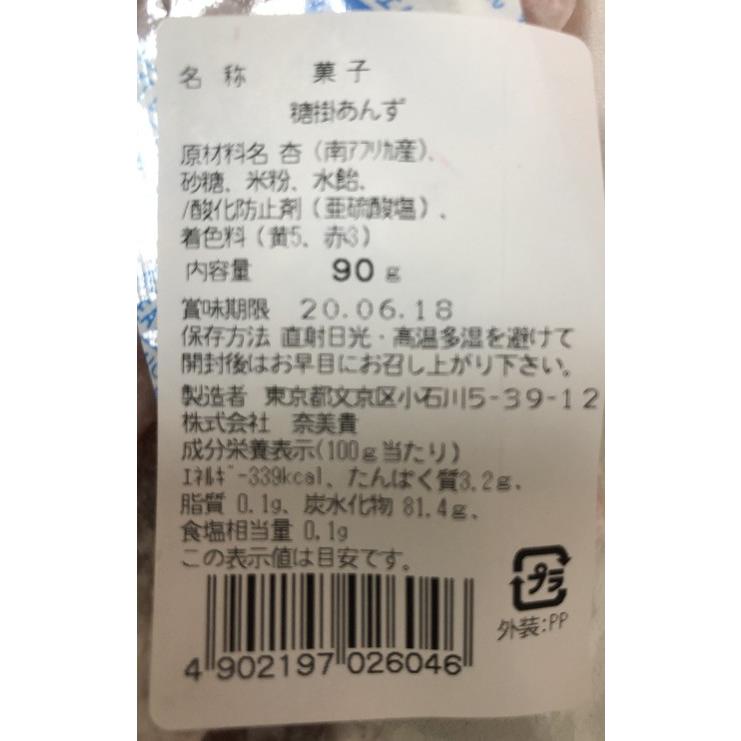 名 称　菓 子
糖掛あんず
原材料名 杏（南アフリカ産）、
砂糖、米粉、水飴、
/酸化防止剤（亜硫酸塩）、
着色料（黄5、赤3）
内容量　90 g
賞味期限　20.06.18
保存方法 直射日光・高温多湿を避けて
開封後はお早目にお召し上がり下さい。
製造者　東京都文京区小石川5-39-12
株式会社　奈美貴
成分栄養表示(100g当たり)
エネルギｰ339kcal、たんぱく質3.2g、
脂質 0.1g、炭水化物 81.4g、
食塩相当量 0.1g
この表示値は目安です。
プラ
外装:PP
4 902197 026046